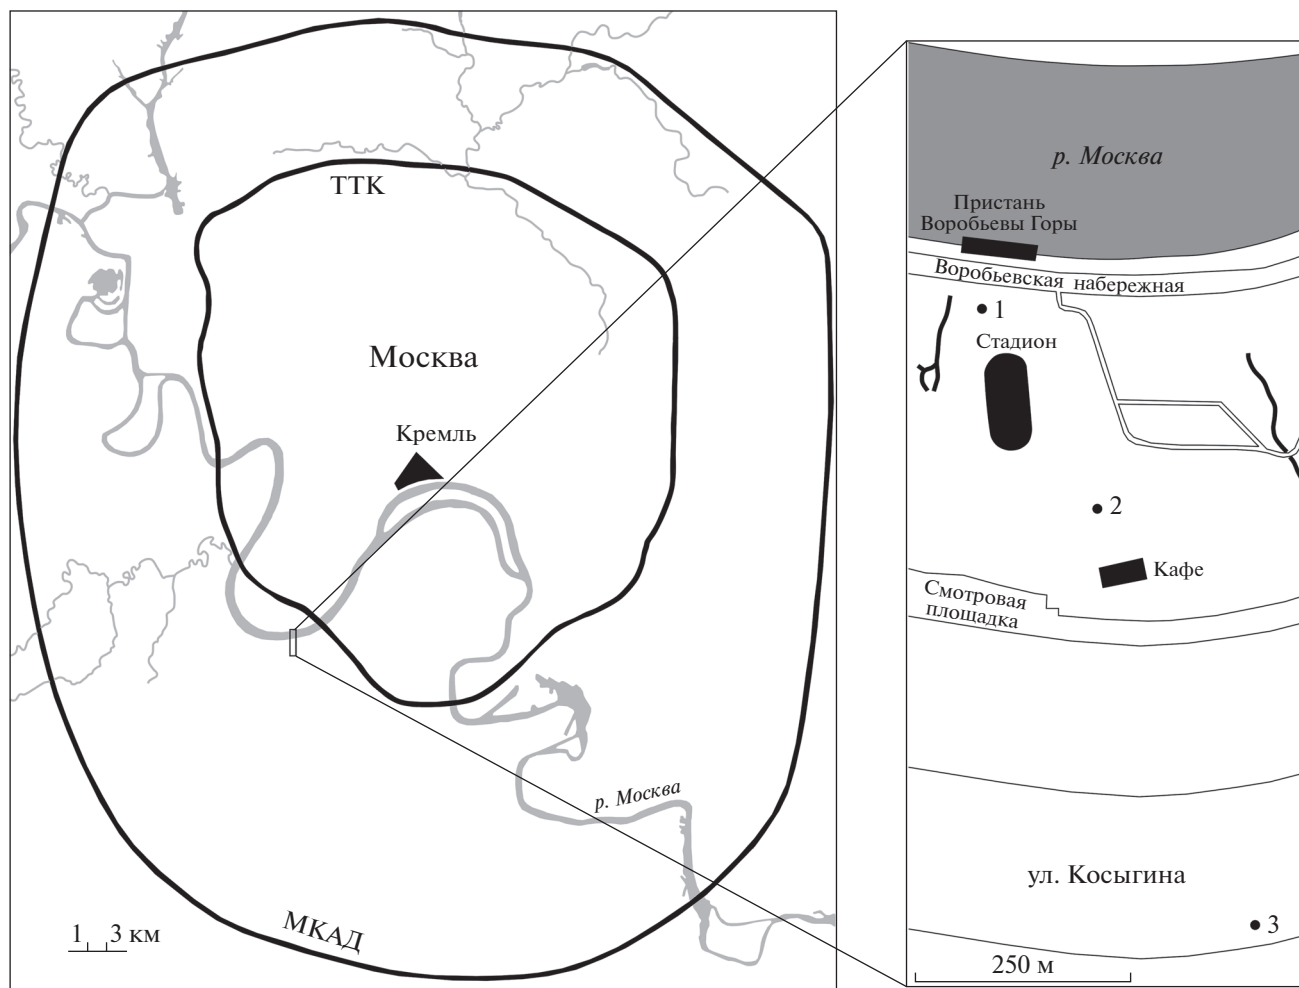 ТТК
Москва
Кремль
р. Москва
МКАД
1 3 км
р. Москва
Пристань
Воробьевы Горы
Воробьевская набережная
1
Стадион
2
Кафе
Смотровая
площадка
ул. Косыгина
3
250 м